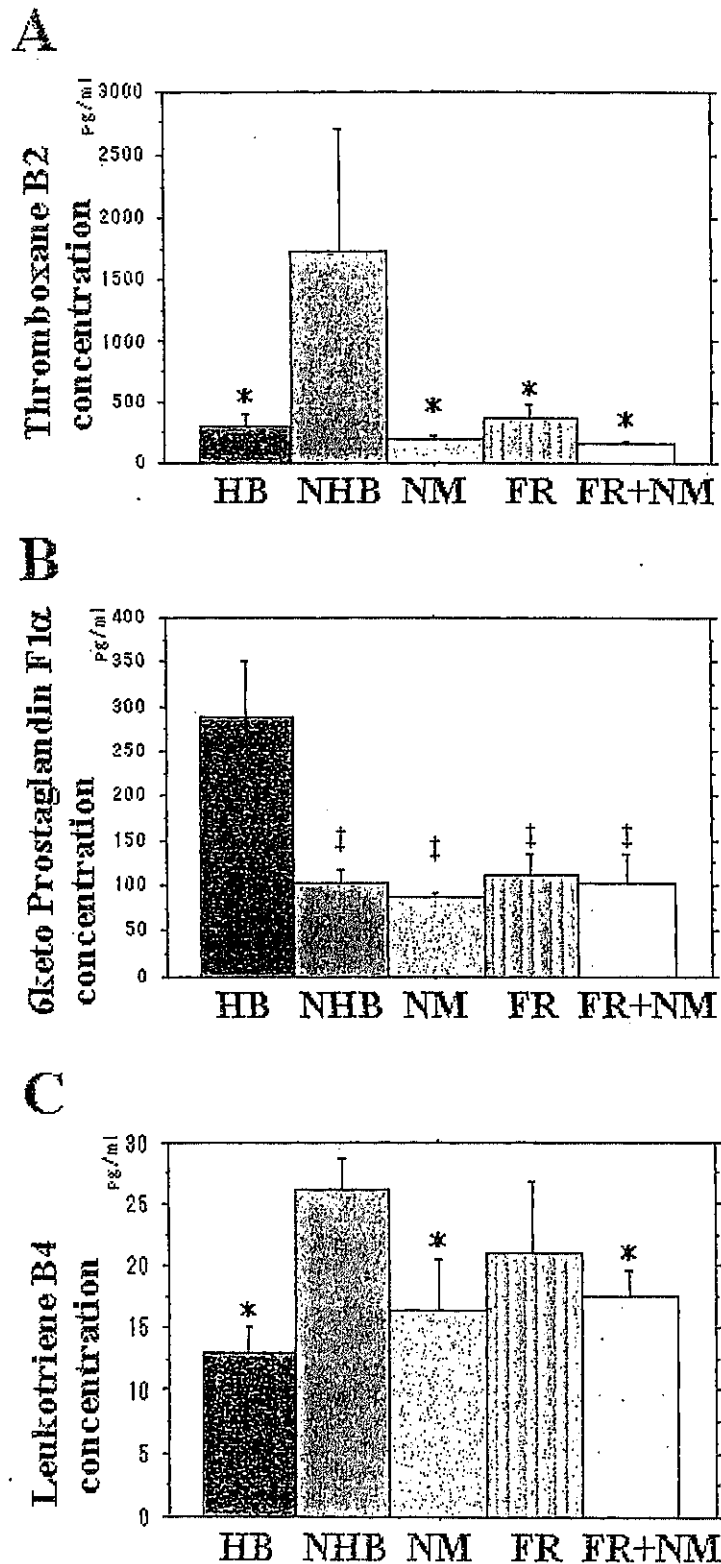 A
pg/ml
3000
2500
2000
1500
1000
500
0
Thromboxane B2
concentration
* * * *
HB NHB NM FR FR+NM
B
pg/ml
400
350
300
250
200
150
100
50
0
6keto Prostaglandin F1α
concentration
‡ ‡ ‡ ‡
HB NHB NM FR FR+NM
C
pg/ml
30
25
20
15
10
5
0
Leukotriene B4
concentration
* * *
HB NHB NM FR FR+NM